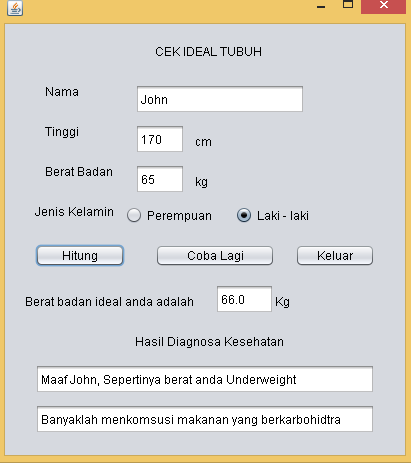 CEK IDEAL TUBUH
Nama John
Tinggi 170 cm
Berat Badan 65 kg
Jenis Kelamin Perempuan Laki - laki
Hitung Coba Lagi Keluar
Berat badan ideal anda adalah 66.0 Kg
Hasil Diagnosa Kesehatan
Maaf John, Sepertinya berat anda Underweight
Banyaklah menkomsusi makanan yang berkarbohidtra